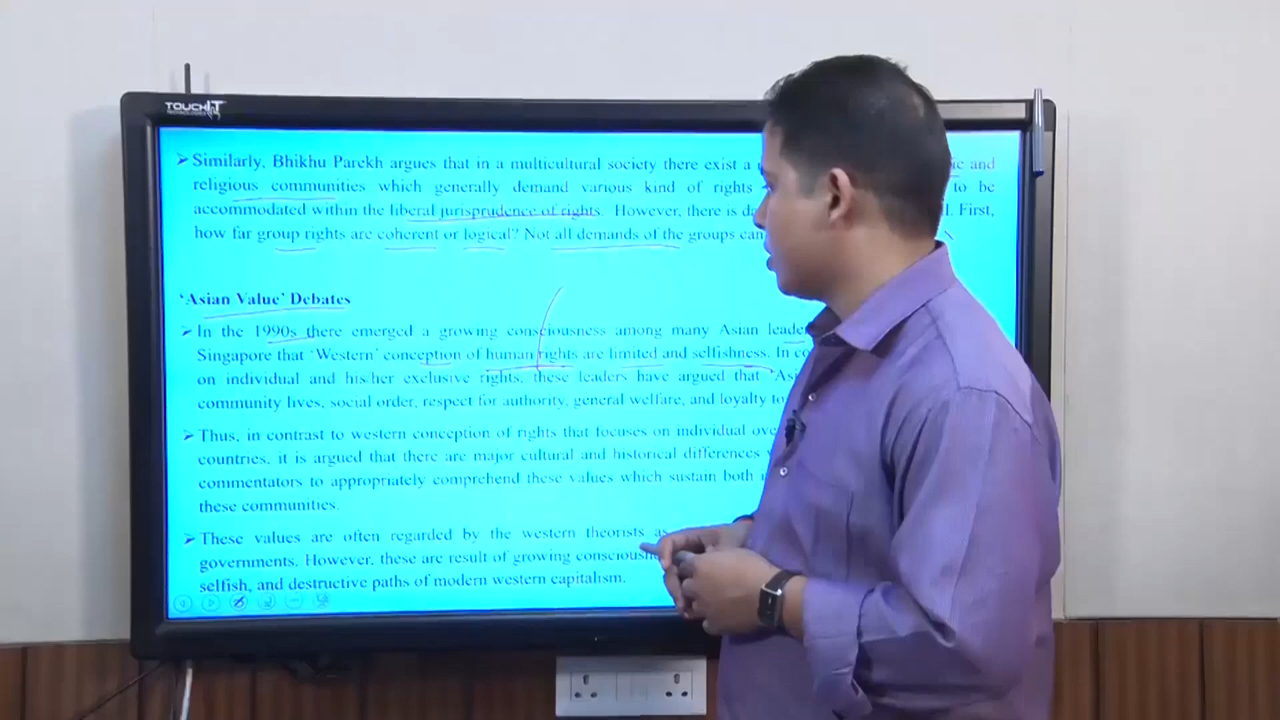 TOUCHIT
TECHNOLOGIES
➢ Similarly, Bhikhu Parekh argues that in a multicultural society there exist a and
religious communities which generally demand various kind of rights to be
accommodated within the liberal jurisprudence of rights. However, there is First,
how far group rights are coherent or logical? Not all demands of the groups can
‘Asian Value’ Debates
➢ In the 1990s there emerged a growing consciousness among many Asian
Singapore that ‘Western’ conception of human rights are limited and selfishness. In
on individual and his/her exclusive rights, these leaders have argued that
community lives, social order, respect for authority, general welfare, and loyalty
➢ Thus, in contrast to western conception of rights that focuses on individual
countries, it is argued that there are major cultural and historical differences
commentators to appropriately comprehend these values which sustain both
these communities.
➢ These values are often regarded by the western theorists as
governments. However, these are result of growing
selfish, and destructive paths of modern western capitalism.